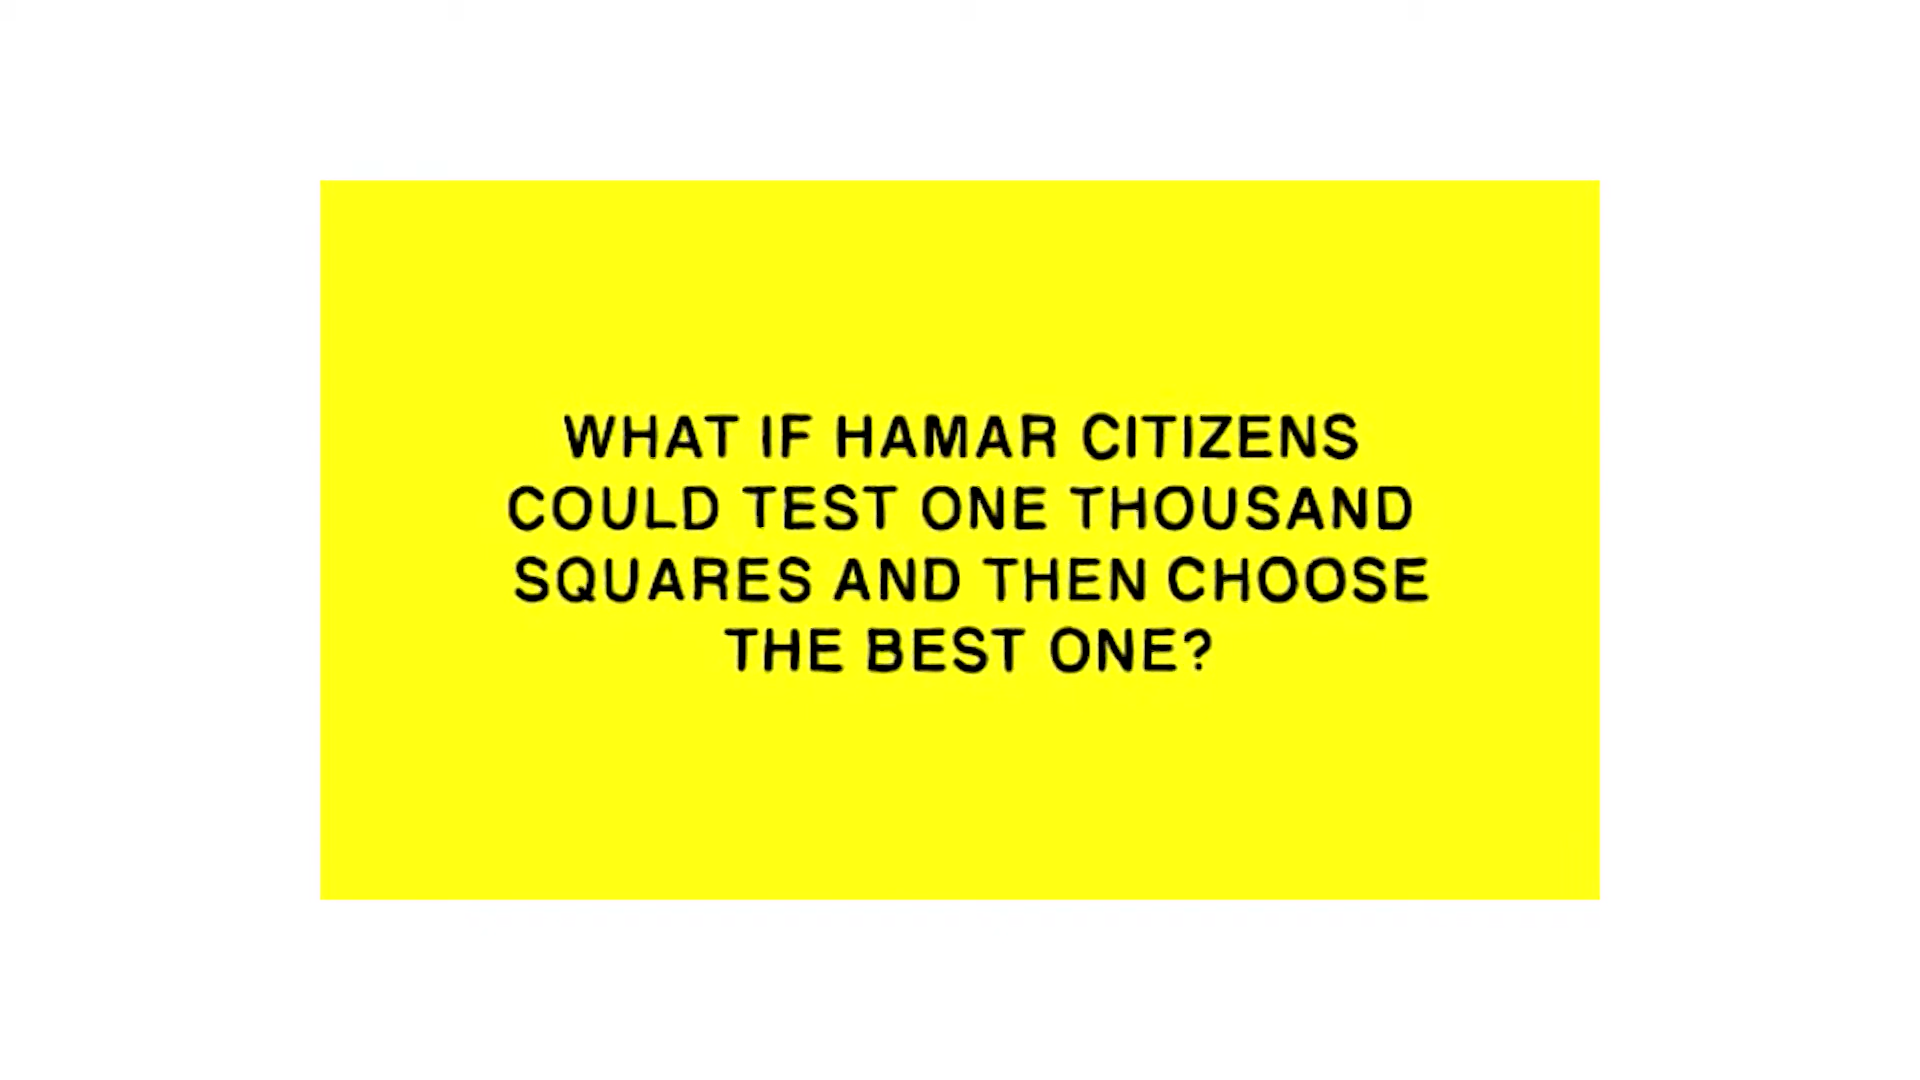 WHAT IF HAMAR CITIZENS
COULD TEST ONE THOUSAND
SQUARES AND THEN CHOOSE
THE BEST ONE?